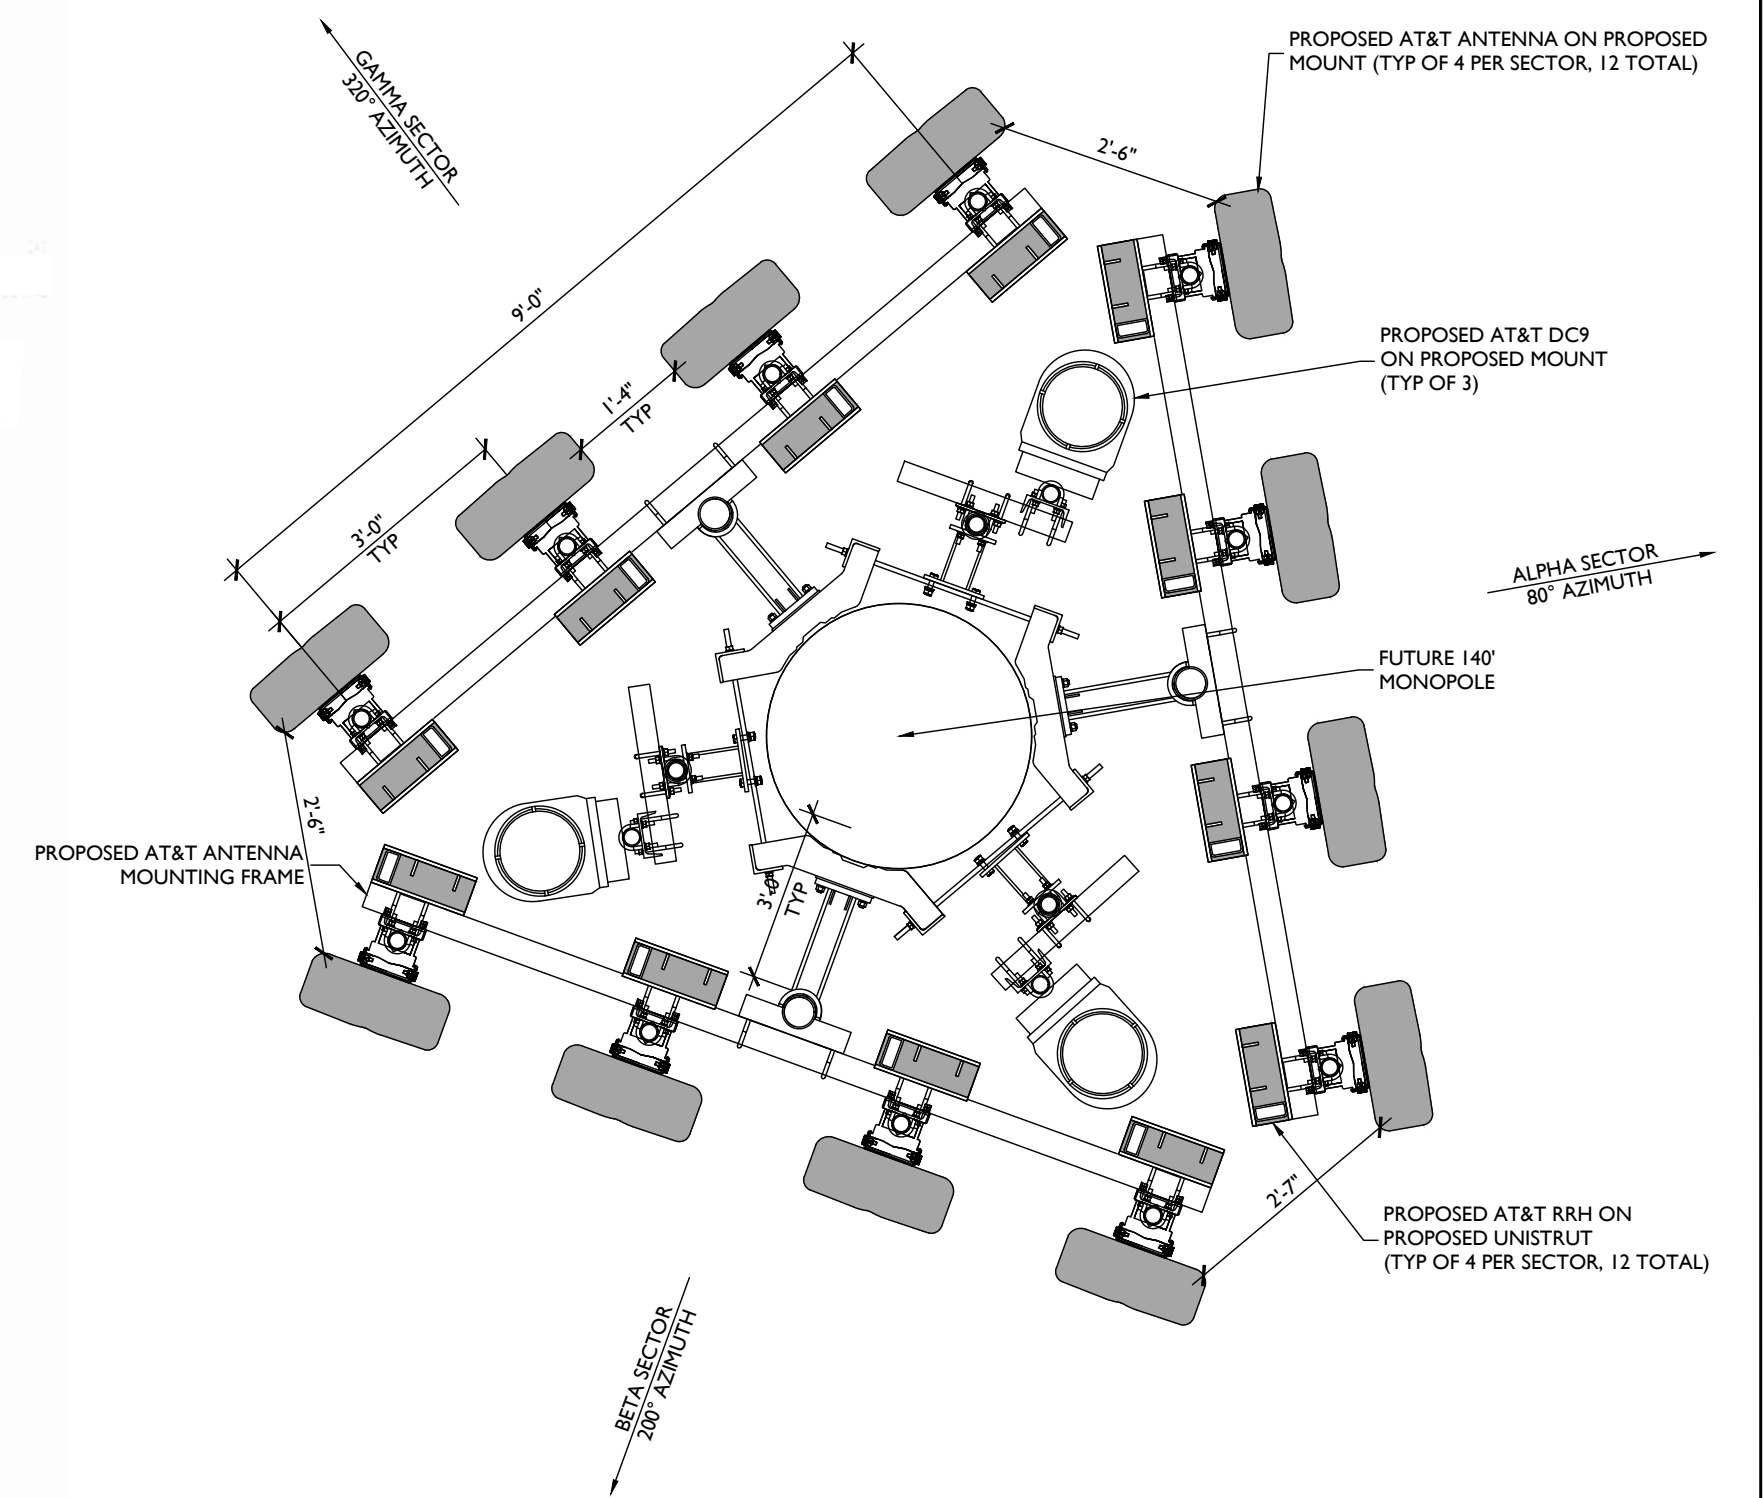 PROPOSED AT&T ANTENNA ON PROPOSED
MOUNT (TYP OF 4 PER SECTOR, 12 TOTAL)
GAMMA SECTOR
320° AZIMUTH
2'-6"
9'-0"
PROPOSED AT&T DC9
ON PROPOSED MOUNT
(TYP OF 3)
1'-4"
TYP
3'-0"
TYP
ALPHA SECTOR
80° AZIMUTH
FUTURE 140'
MONOPOLE
2'-6"
PROPOSED AT&T ANTENNA
MOUNTING FRAME
3'-0"
TYP
2'-7"
PROPOSED AT&T RRH ON
PROPOSED UNISTRUT
(TYP OF 4 PER SECTOR, 12 TOTAL)
BETA SECTOR
200° AZIMUTH